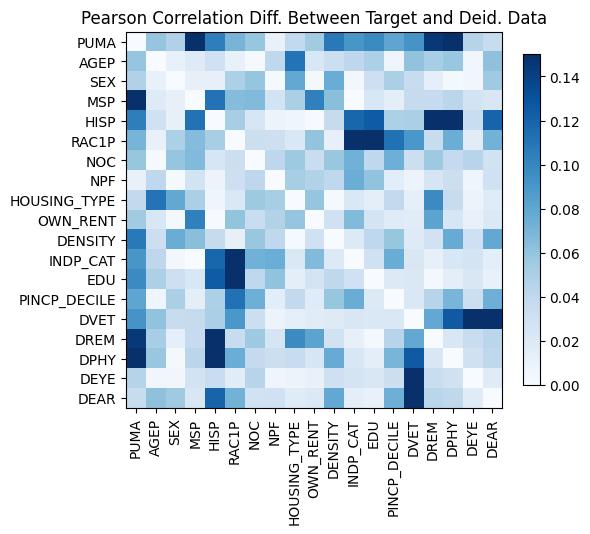 Pearson Correlation Diff. Between Target and Deid. Data
PUMA
AGEP
SEX
MSP
HISP
RAC1P
NOC
NPF
HOUSING_TYPE
OWN_RENT
DENSITY
INDP_CAT
EDU
PINCP_DECILE
DVET
DREM
DPHY
DEYE
DEAR
PUMA
AGEP
SEX
MSP
HISP
RAC1P
NOC
NPF
HOUSING_TYPE
OWN_RENT
DENSITY
INDP_CAT
EDU
PINCP_DECILE
DVET
DREM
DPHY
DEYE
DEAR
0.14
0.12
0.10
0.08
0.06
0.04
0.02
0.00